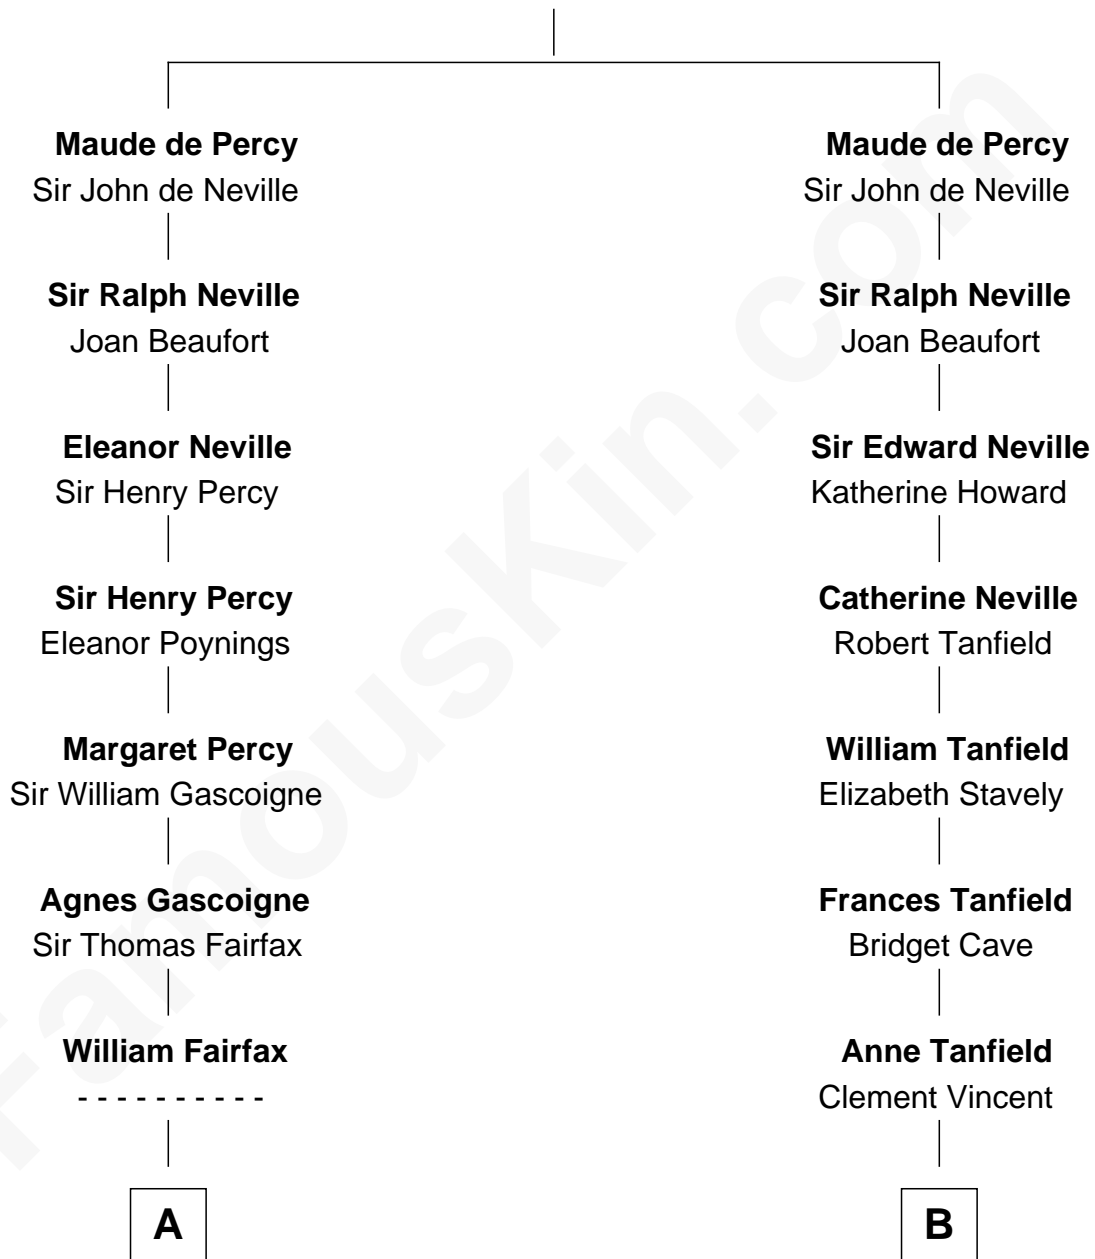 Maude de Percy
Sir John de Neville
Sir Ralph Neville
Joan Beaufort
Eleanor Neville
Sir Henry Percy
Sir Henry Percy
Eleanor Poynings
Margaret Percy
Sir William Gascoigne
Agnes Gascoigne
Sir Thomas Fairfax
William Fairfax
- - - - - - - - - -
A
Maude de Percy
Sir John de Neville
Sir Ralph Neville
Joan Beaufort
Sir Edward Neville
Katherine Howard
Catherine Neville
Robert Tanfield
William Tanfield
Elizabeth Stavely
Frances Tanfield
Bridget Cave
Anne Tanfield
Clement Vincent
B
FamousKin.com